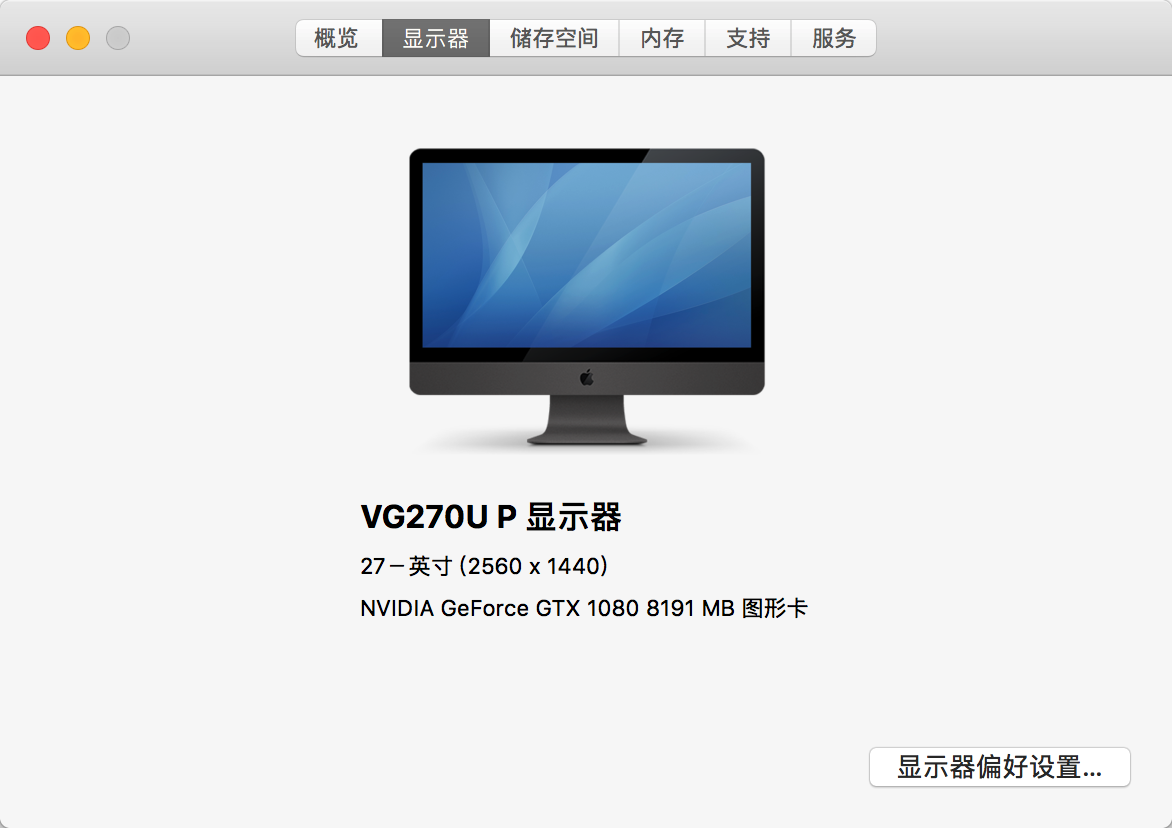 概览 显示器 储存空间 内存 支持 服务
VG270U P 显示器
27－英寸 (2560 x 1440)
NVIDIA GeForce GTX 1080 8191 MB 图形卡
显示器偏好设置...